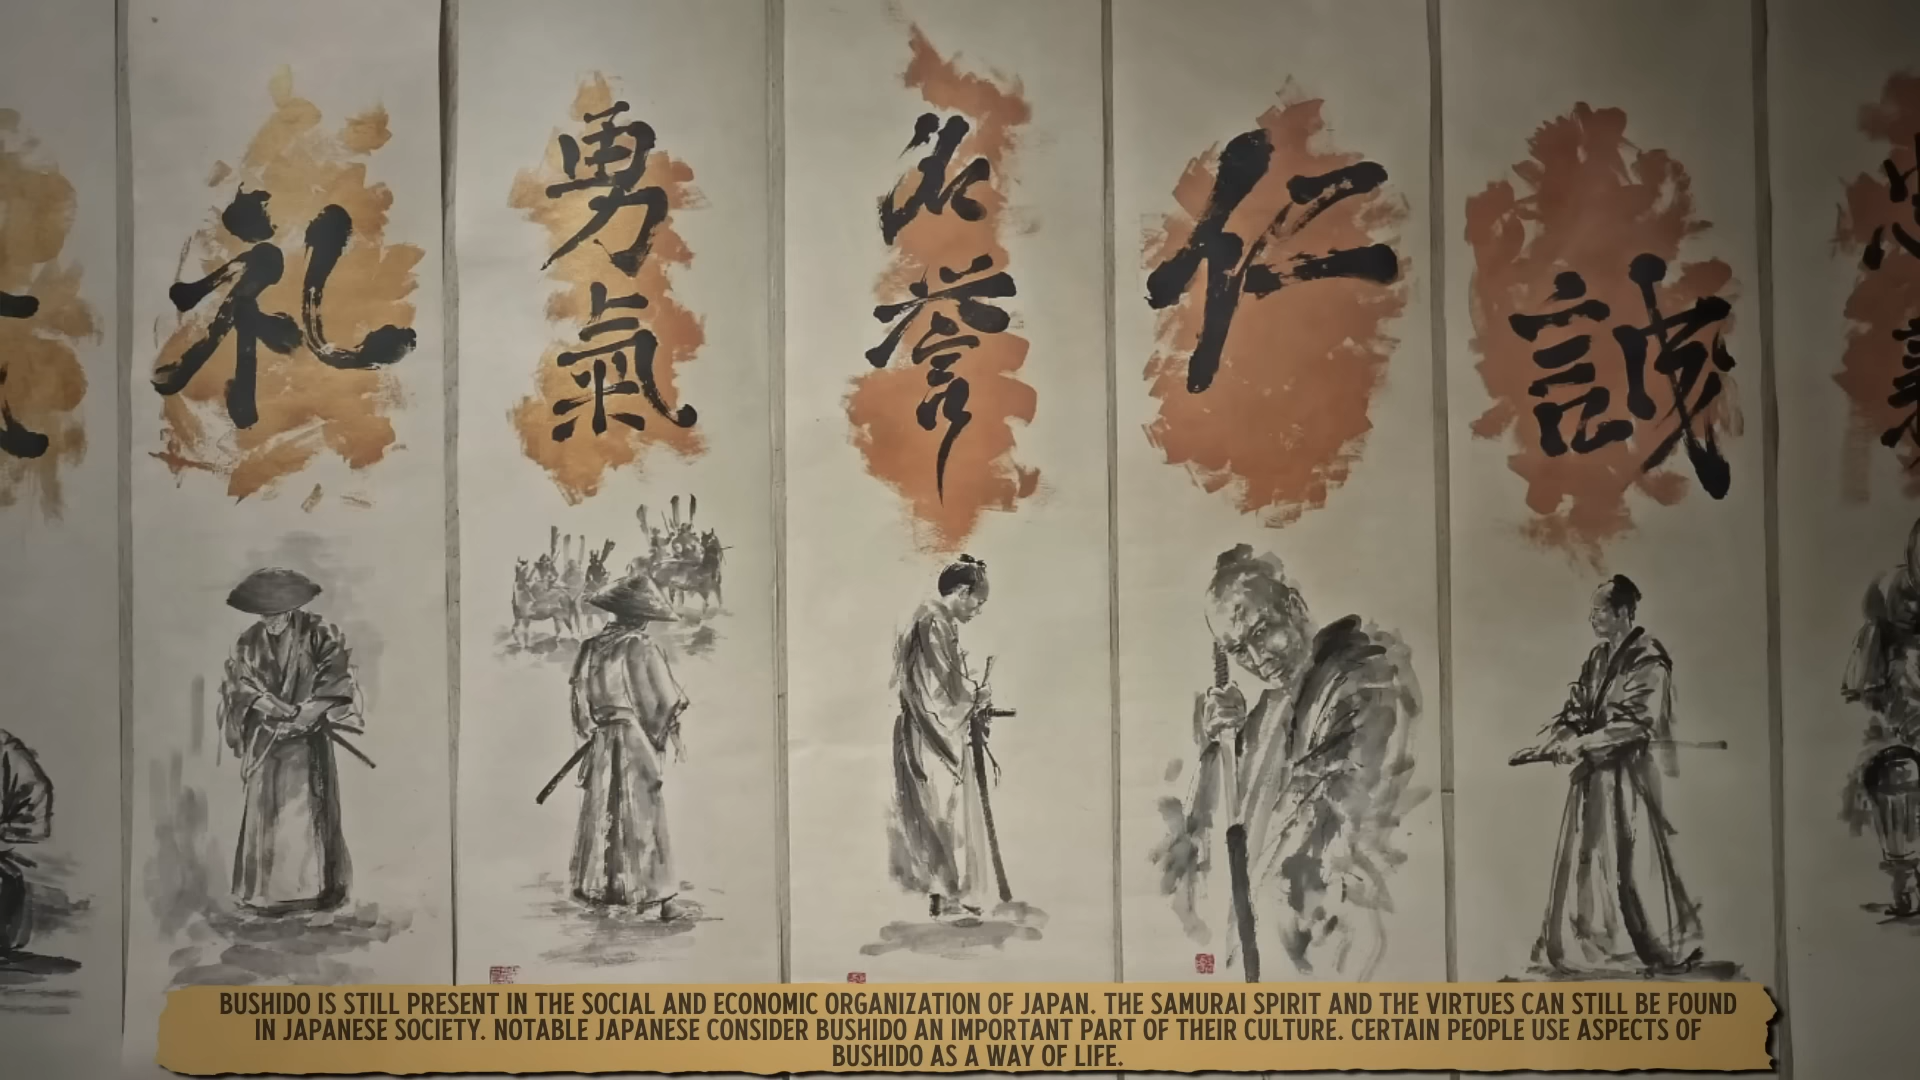 礼
勇氣
名誉
仁
誠
BUSHIDO IS STILL PRESENT IN THE SOCIAL AND ECONOMIC ORGANIZATION OF JAPAN. THE SAMURAI SPIRIT AND THE VIRTUES CAN STILL BE FOUND
IN JAPANESE SOCIETY. NOTABLE JAPANESE CONSIDER BUSHIDO AN IMPORTANT PART OF THEIR CULTURE. CERTAIN PEOPLE USE ASPECTS OF
BUSHIDO AS A WAY OF LIFE.